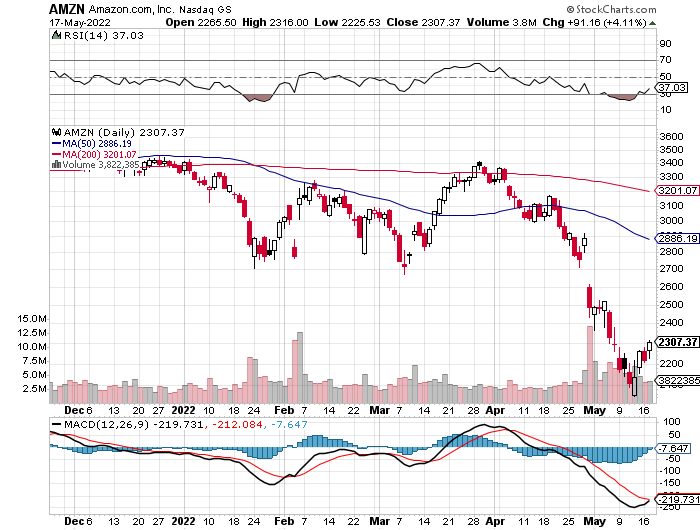 AMZN Amazon.com, Inc. Nasdaq GS © StockCharts.com
17-May-2022 Open 2265.50 High 2316.00 Low 2225.53 Close 2307.37 Volume 3.8M Chg +91.16 (+4.11%)
RSI(14) 37.03
90
70
50
37.03
30
10
AMZN (Daily) 2307.37
MA(50) 2886.19
MA(200) 3201.07
Volume 3,822,385
3600
3500
3400
3300
3201.07
3100
3000
2886.19
2800
2700
2600
2500
2400
2307.37
2200
3822385
15.0M
12.5M
10.0M
7.5M
5.0M
2.5M
Dec 6 13 20 27 2022 10 18 24 Feb 7 14 22 Mar 7 14 21 28 Apr 11 18 25 May 9 16
MACD(12,26,9) -219.731, -212.084, -7.647
100
50
-7.647
-50
-100
-150
-219.731
-250
Dec 6 13 20 27 2022 10 18 24 Feb 7 14 22 Mar 7 14 21 28 Apr 11 18 25 May 9 16